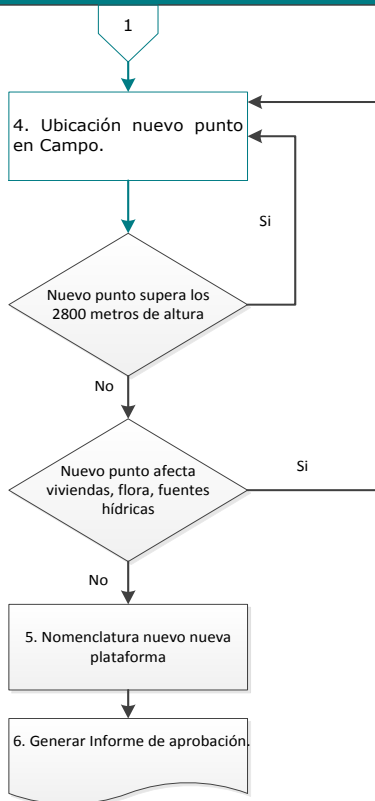 1
4. Ubicación nuevo punto
en Campo.
Si
Nuevo punto supera los
2800 metros de altura
No
Nuevo punto afecta
viviendas, flora, fuentes
hídricas
Si
No
5. Nomenclatura nuevo nueva
plataforma
6. Generar Informe de aprobación.